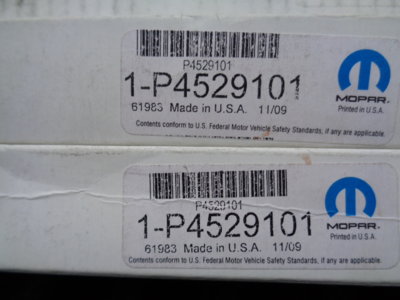 P4529101
1-P4529101
61983 Made in U.S.A. 11/09
MOPAR
Printed in U.S.A.
Contents conform to U.S. Federal Motor Vehicle Safety Standards, if any are applicable.
P4529101
1-P4529101
61983 Made in U.S.A. 11/09
MOPAR
Printed in U.S.A.
Contents conform to U.S. Federal Motor Vehicle Safety Standards, if any are applicable.